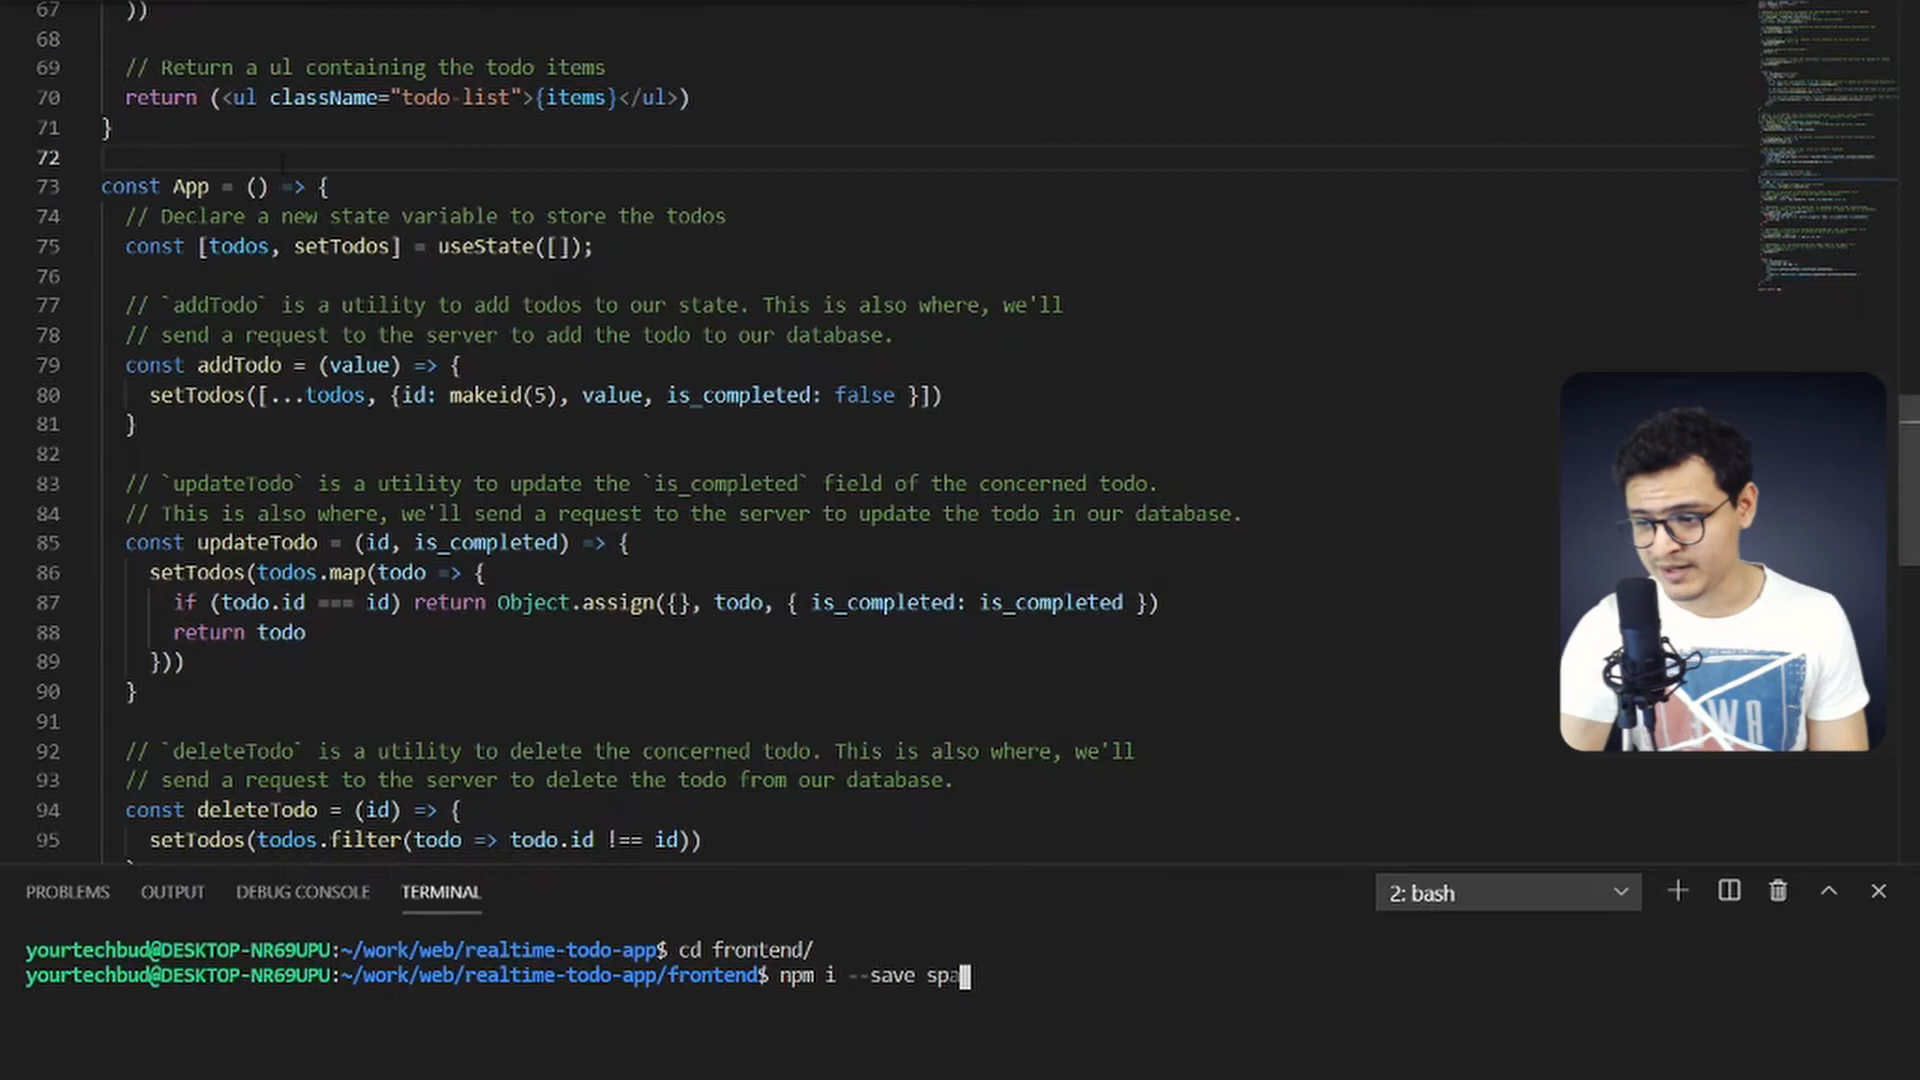 67 ))
68
69 // Return a ul containing the todo items
70 return (<ul className="todo-list">{items}</ul>)
71 }
72
73 const App = () => {
74 // Declare a new state variable to store the todos
75 const [todos, setTodos] = useState([]);
76
77 // `addTodo` is a utility to add todos to our state. This is also where, we'll
78 // send a request to the server to add the todo to our database.
79 const addTodo = (value) => {
80 setTodos([...todos, {id: makeid(5), value, is_completed: false }])
81 }
82
83 // `updateTodo` is a utility to update the `is_completed` field of the concerned todo.
84 // This is also where, we'll send a request to the server to update the todo in our database.
85 const updateTodo = (id, is_completed) => {
86 setTodos(todos.map(todo => {
87 if (todo.id === id) return Object.assign({}, todo, { is_completed: is_completed })
88 return todo
89 }))
90 }
91
92 // `deleteTodo` is a utility to delete the concerned todo. This is also where, we'll
93 // send a request to the server to delete the todo from our database.
94 const deleteTodo = (id) => {
95 setTodos(todos.filter(todo => todo.id !== id))
PROBLEMS OUTPUT DEBUG CONSOLE TERMINAL 2: bash
yourtechbud@DESKTOP-NR69UPU:~/work/web/realtime-todo-app$ cd frontend/
yourtechbud@DESKTOP-NR69UPU:~/work/web/realtime-todo-app/frontend$ npm i --save spa